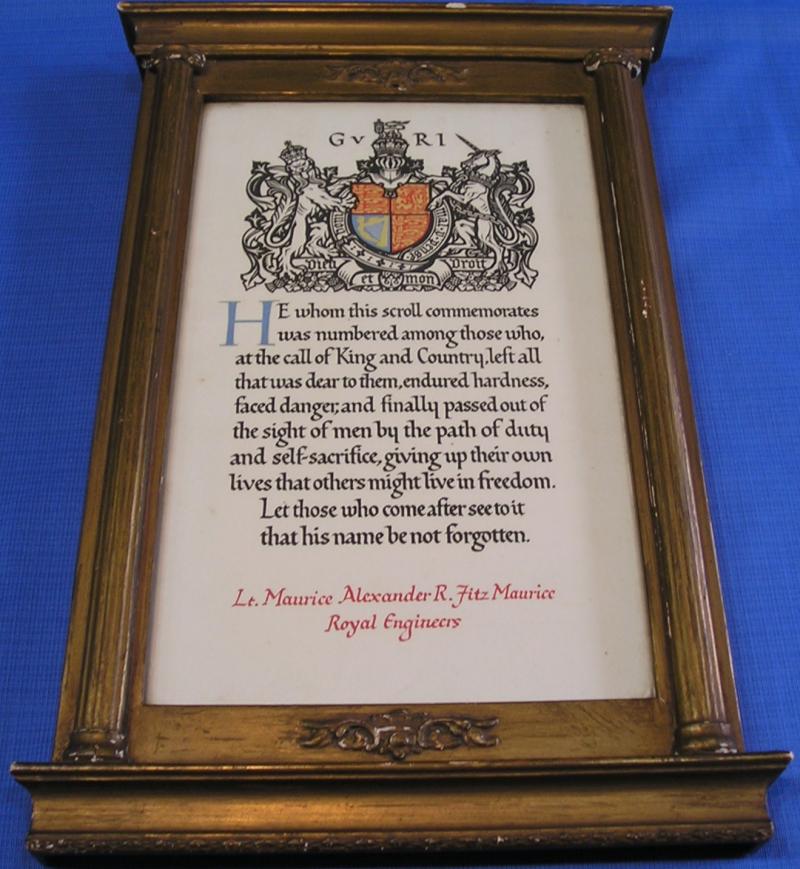 GV RI
Dieu et mon Droit
HE whom this scroll commemorates
was numbered among those who,
at the call of King and Country, left all
that was dear to them, endured hardness,
faced danger, and finally passed out of
the sight of men by the path of duty
and self-sacrifice, giving up their own
lives that others might live in freedom.
Let those who come after see to it
that his name be not forgotten.
Lt. Maurice Alexander R. Fitz Maurice
Royal Engineers